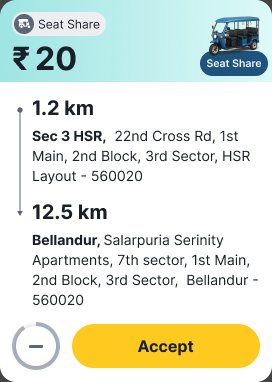 Seat Share
₹ 20
Seat Share
1.2 km
Sec 3 HSR, 22nd Cross Rd, 1st
Main, 2nd Block, 3rd Sector, HSR
Layout - 560020
12.5 km
Bellandur, Salarpuria Serinity
Apartments, 7th sector, 1st Main,
2nd Block, 3rd Sector, Bellandur -
560020
Accept